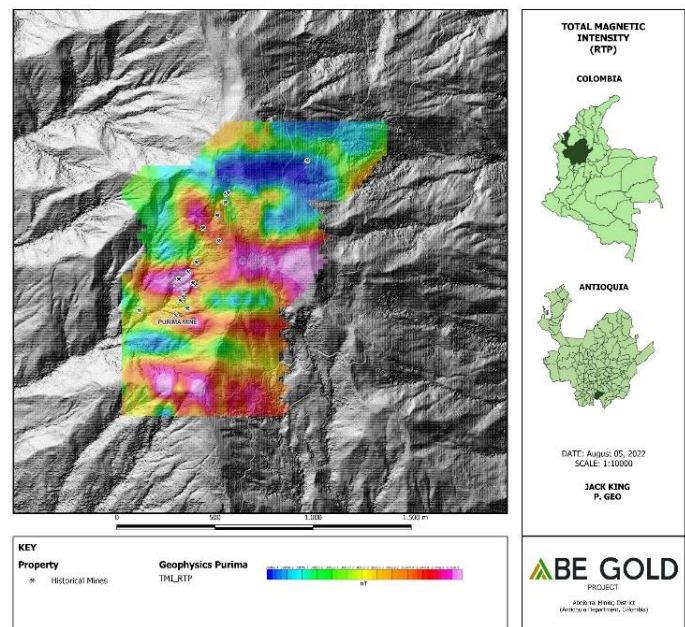 TOTAL MAGNETIC
INTENSITY
(RTP)
COLOMBIA
ANTIOQUIA
PURIMA MINE
DATE: August 05, 2022
SCALE: 1:10000
JACK KING
P. GEO
0 500 1.000 1.500 m
KEY
Property
Historical Mines
Geophysics Purima
TMI_RTP
nT
ABE GOLD
PROJECT
Abejorral Mining District
(Antioquia Department, Colombia)